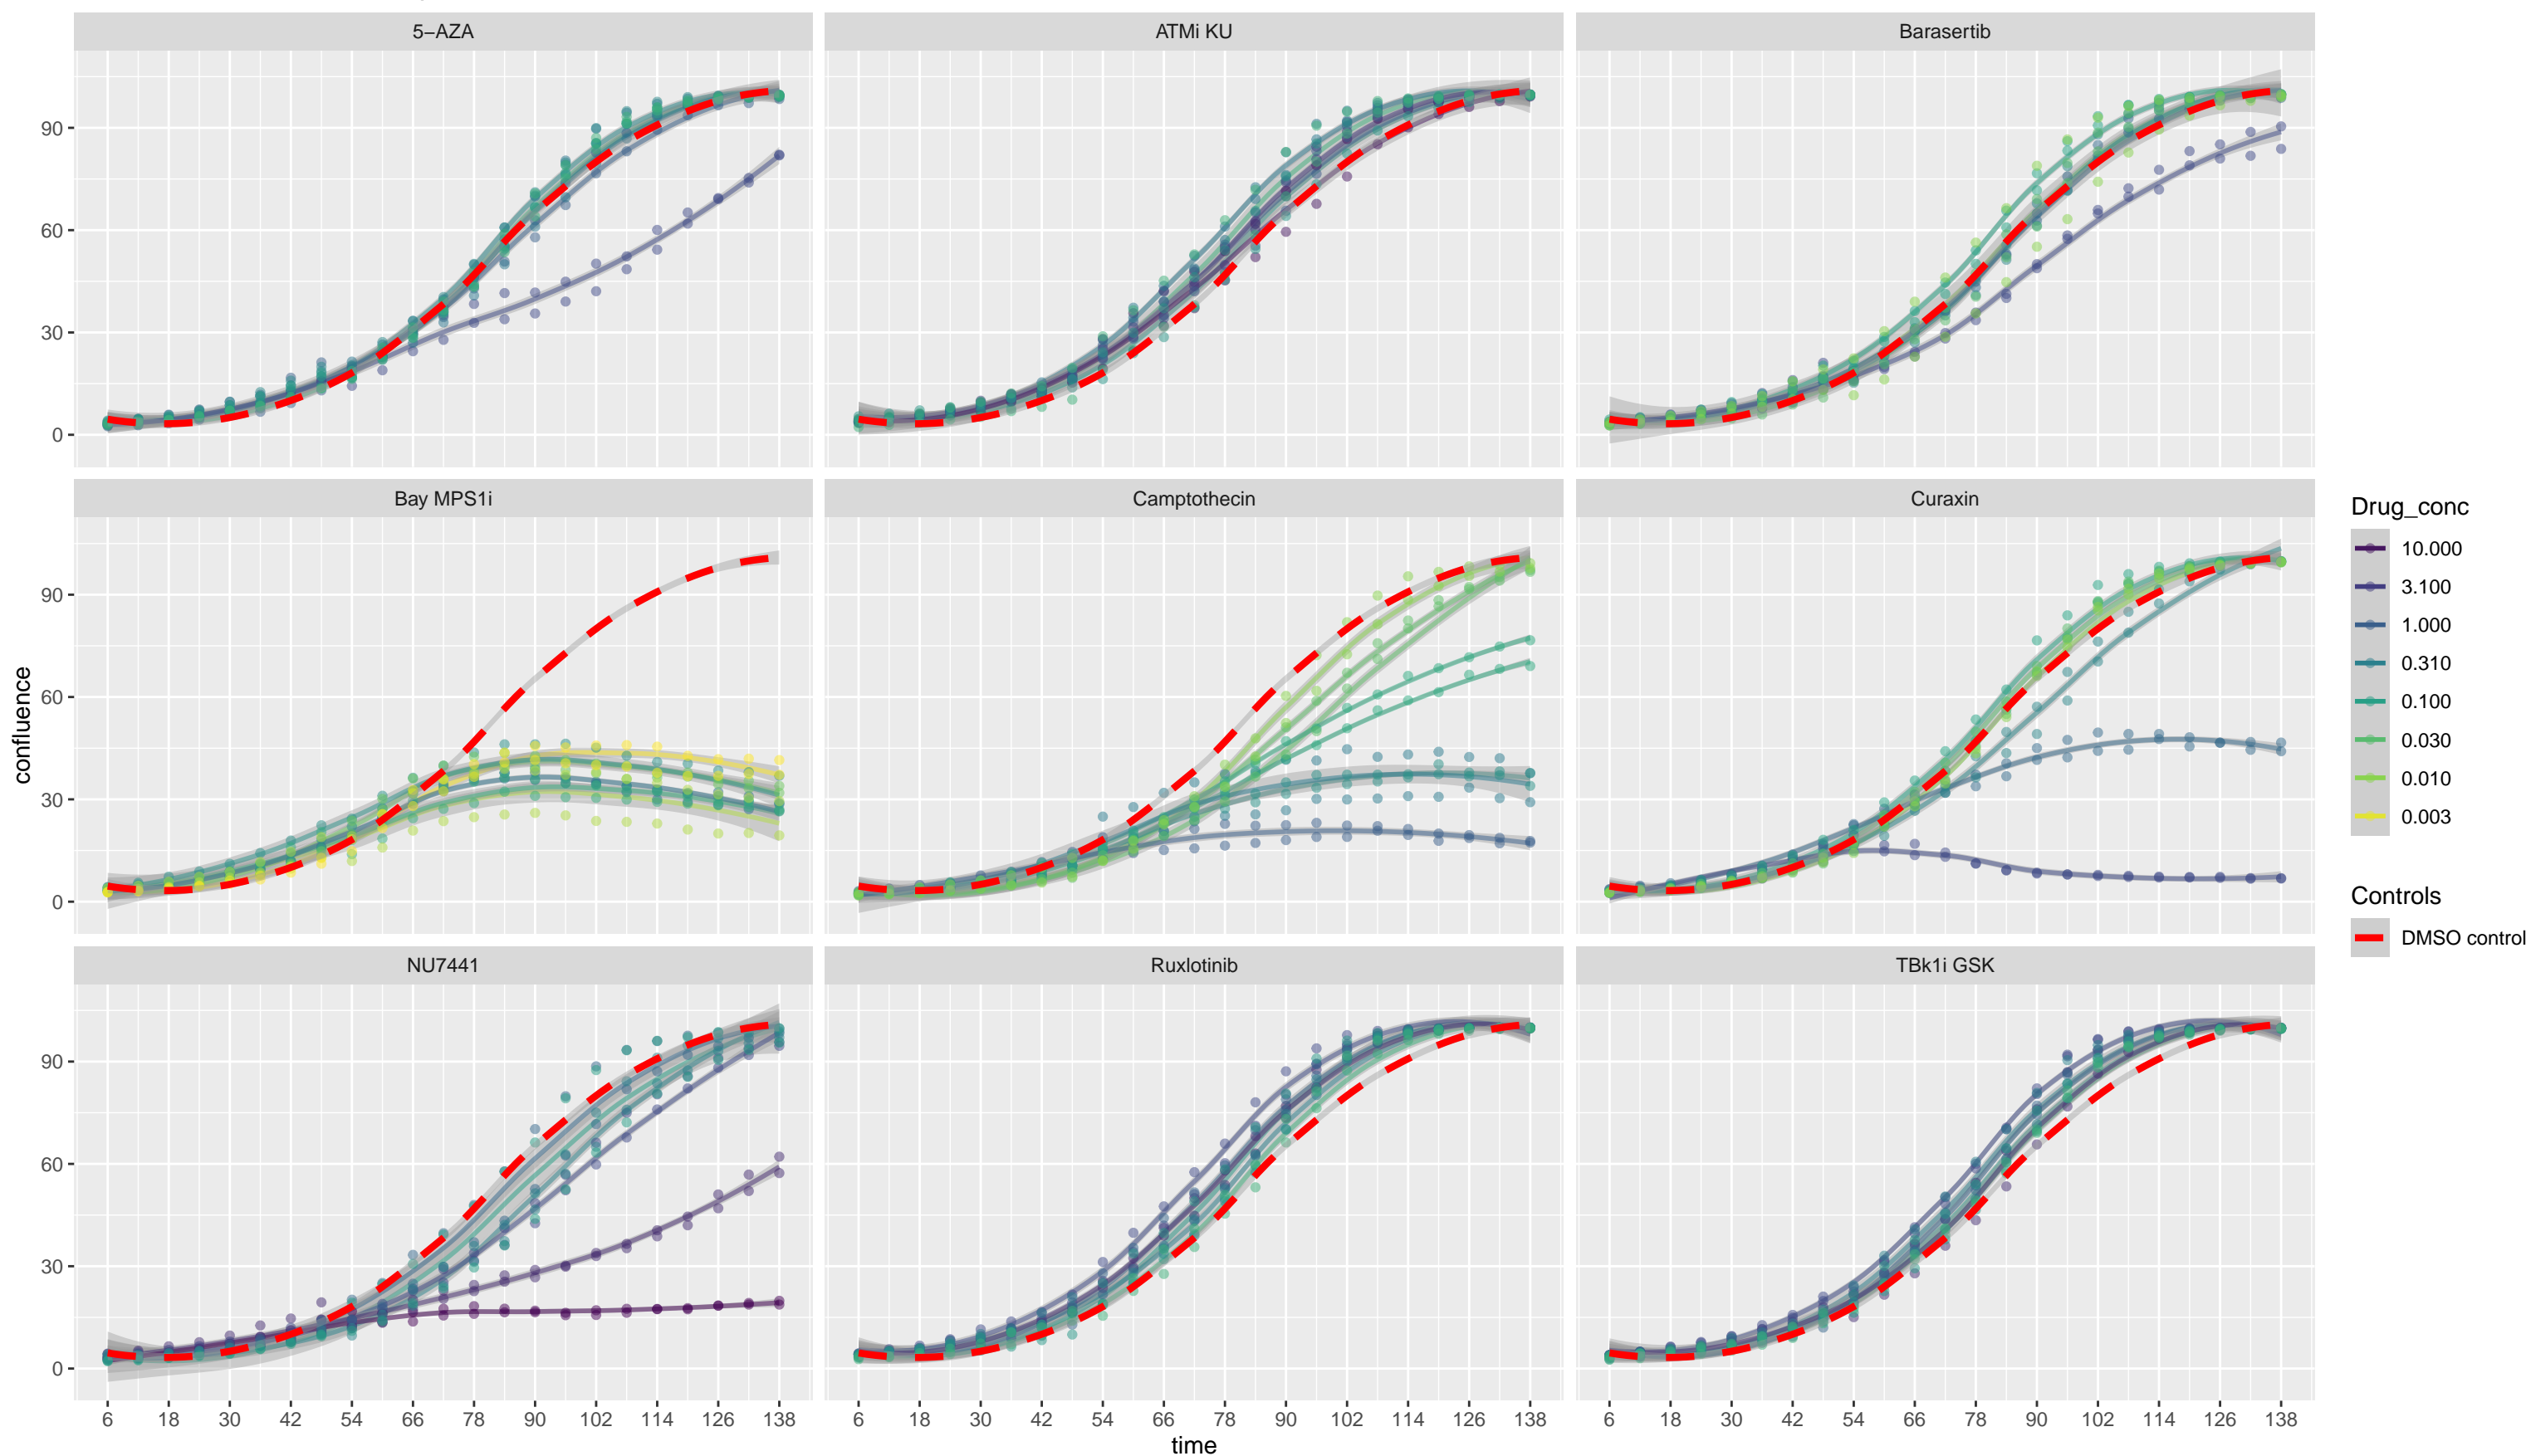 5−AZA
ATMi KU
Barasertib
90
60
30
0
Bay MPS1i
Camptothecin
Curaxin
90
60
30
0
confluence
NU7441
Ruxlotinib
TBk1i GSK
90
60
30
0
6 18 30 42 54 66 78 90 102 114 126 138
6 18 30 42 54 66 78 90 102 114 126 138
6 18 30 42 54 66 78 90 102 114 126 138
time
Drug_conc
10.000
3.100
1.000
0.310
0.100
0.030
0.010
0.003
Controls
DMSO control